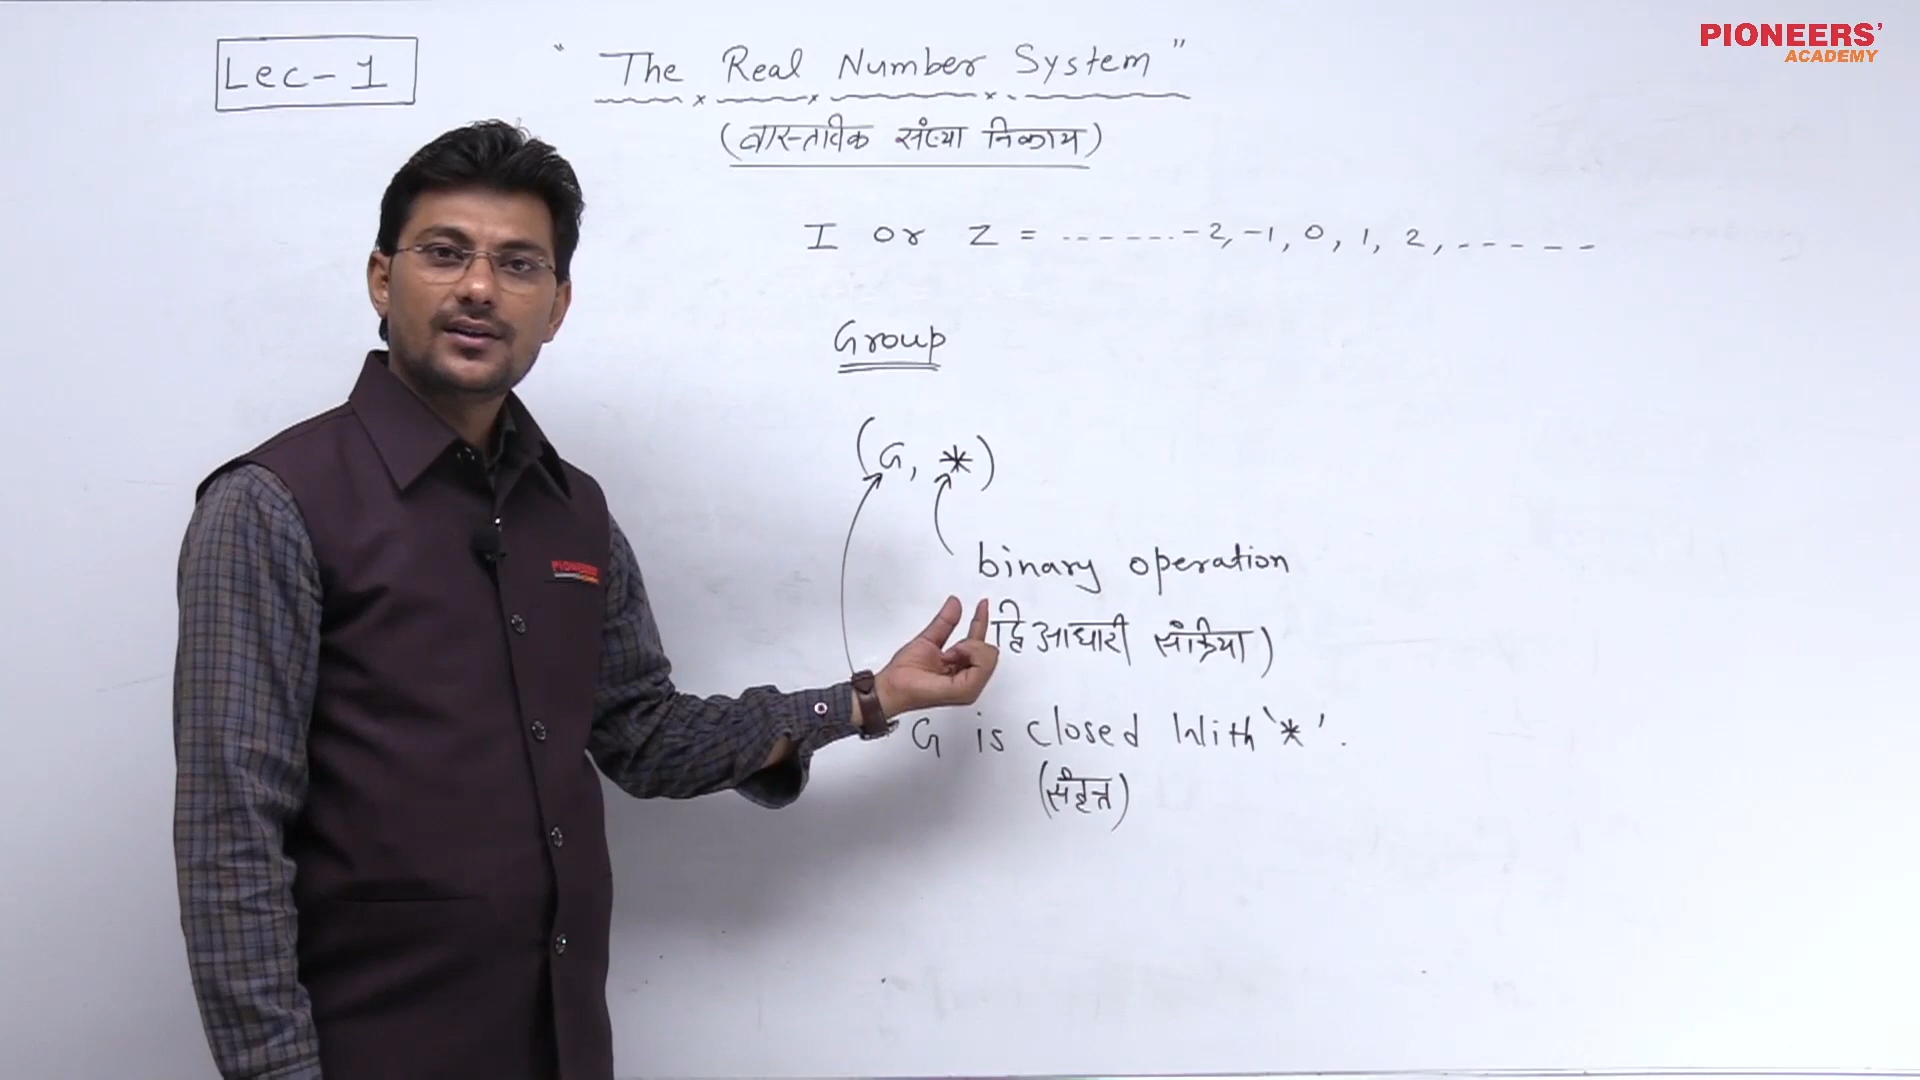 PIONEERS'
ACADEMY
Lec-1
" The Real Number System "
(वास्तविक संख्या निकाय)
I or Z = ....... -2, -1, 0, 1, 2, -----
Group
(G, *)
binary operation
द्विआधारी संक्रिया)
PIONEERS'
G is closed With '*'.
(संवृत्त)